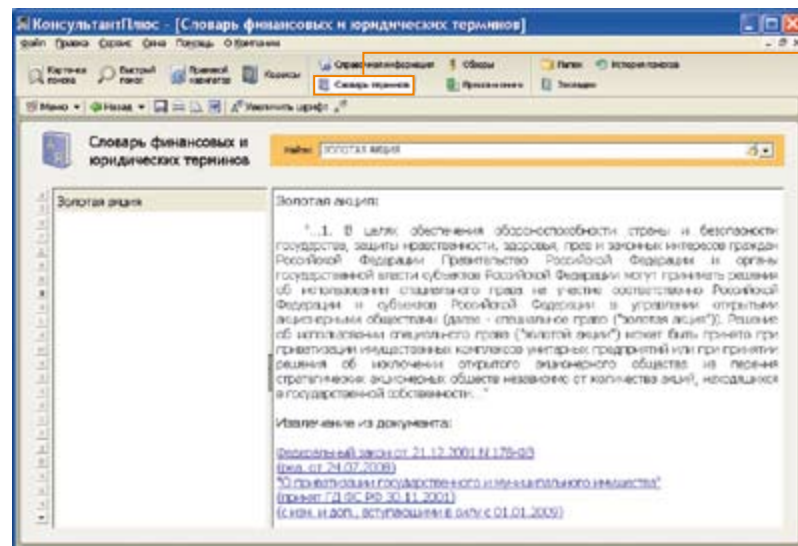 КонсультантПлюс - [Словарь финансовых и юридических терминов]
Файл Правка Сервис Окна Помощь О Компании
Карточка поиска
Быстрый поиск
Правовой навигатор
Кодексы
Справочная информация
Обзоры
Папки
История поисков
Словарь терминов
Закладки
Меню
Назад
Увеличить шрифт
Словарь финансовых и
юридических терминов
Найти: ЗОЛОТАЯ АКЦИЯ
Золотая акция
Золотая акция:
"...1. В целях обеспечения обороноспособности страны и безопасности
государства, защиты нравственности, здоровья, прав и законных интересов граждан
Российской Федерации Правительство Российской Федерации и органы
государственной власти субъектов Российской Федерации могут принимать решения
об использовании специального права на участие соответственно Российской
Федерации и субъектов Российской Федерации в управлении открытыми
акционерными обществами (далее - специальное право ("золотая акция")). Решение
об использовании специального права ("золотой акции") может быть принято при
приватизации имущественных комплексов унитарных предприятий или при принятии
решения об исключении открытого акционерного общества из перечня
стратегических акционерных обществ независимо от количества акций, находящихся
в государственной собственности..."
Извлечение из документа:
Федеральный закон от 21.12.2001 N 178-ФЗ
(ред. от 24.07.2008)
"О приватизации государственного и муниципального имущества"
(принят ГД ФС РФ 30.11.2001)
(с изм. и доп., вступающими в силу с 01.01.2009)